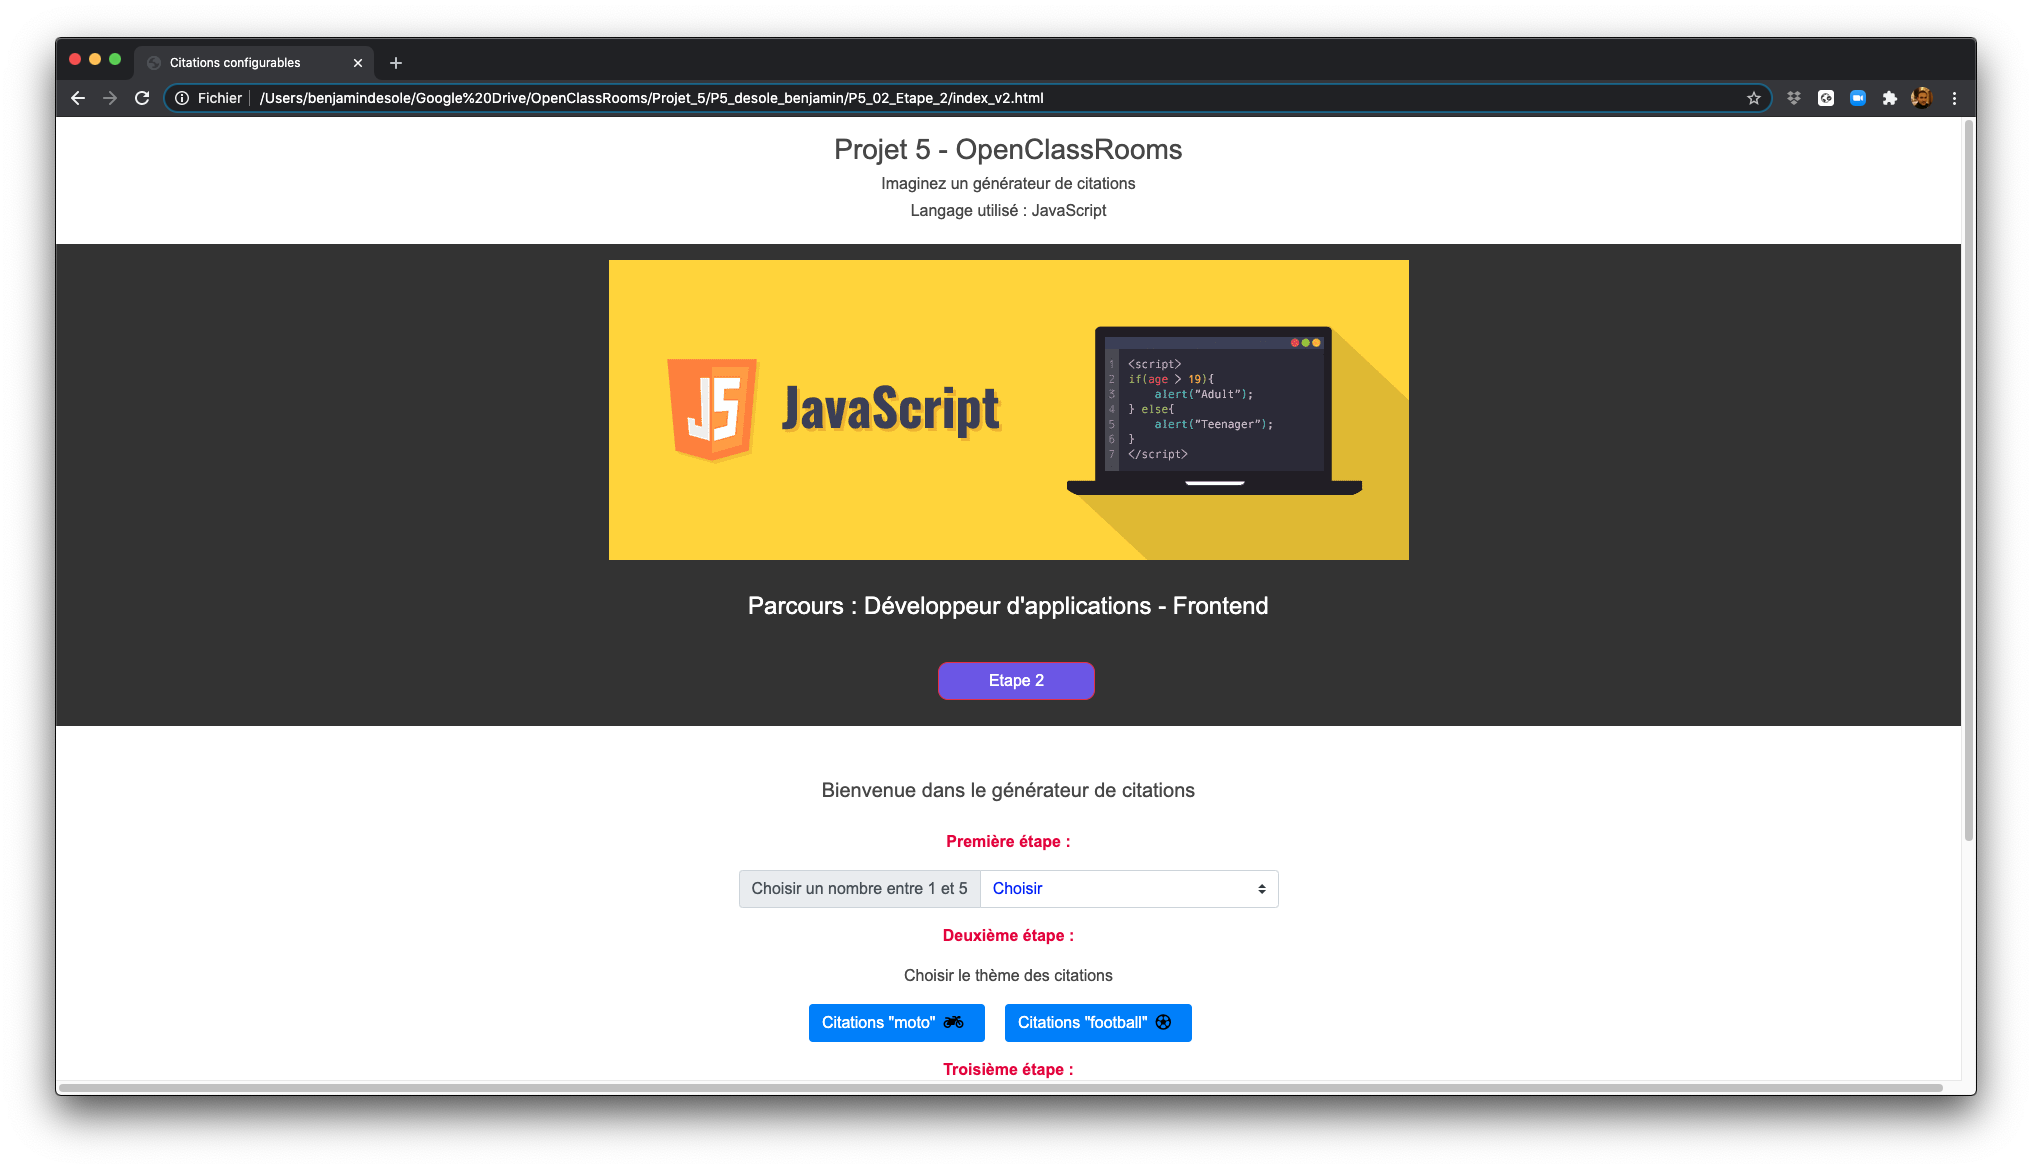 Citations configurables
Fichier /Users/benjamindesole/Google%20Drive/OpenClassRooms/Projet_5/P5_desole_benjamin/P5_02_Etape_2/index_v2.html
Projet 5 - OpenClassRooms
Imaginez un générateur de citations
Langage utilisé : JavaScript
JS JavaScript
1 <script>
2 if(age > 19){
3 alert("Adult");
4 } else{
5 alert("Teenager");
6 }
7 </script>
Parcours : Développeur d'applications - Frontend
Etape 2
Bienvenue dans le générateur de citations
Première étape :
Choisir un nombre entre 1 et 5 Choisir
Deuxième étape :
Choisir le thème des citations
Citations "moto" Citations "football"
Troisième étape :